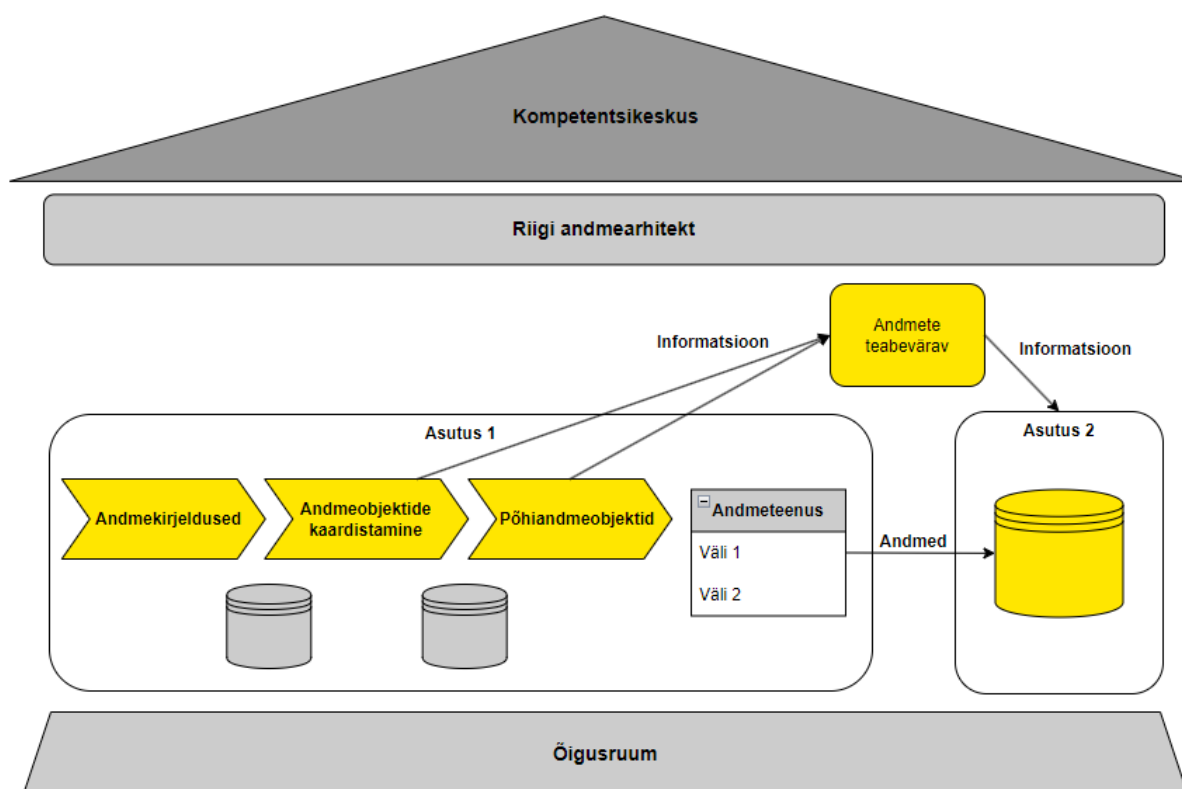 Kompetentsikeskus
Riigi andmearhitekt
Andmete
teabevärav
Informatsioon
Informatsioon
Asutus 1
Asutus 2
Andmekirjeldused
Andmeobjektide
kaardistamine
Põhiandmeobjektid
Andmeteenus
Väli 1
Väli 2
Andmed
Õigusruum